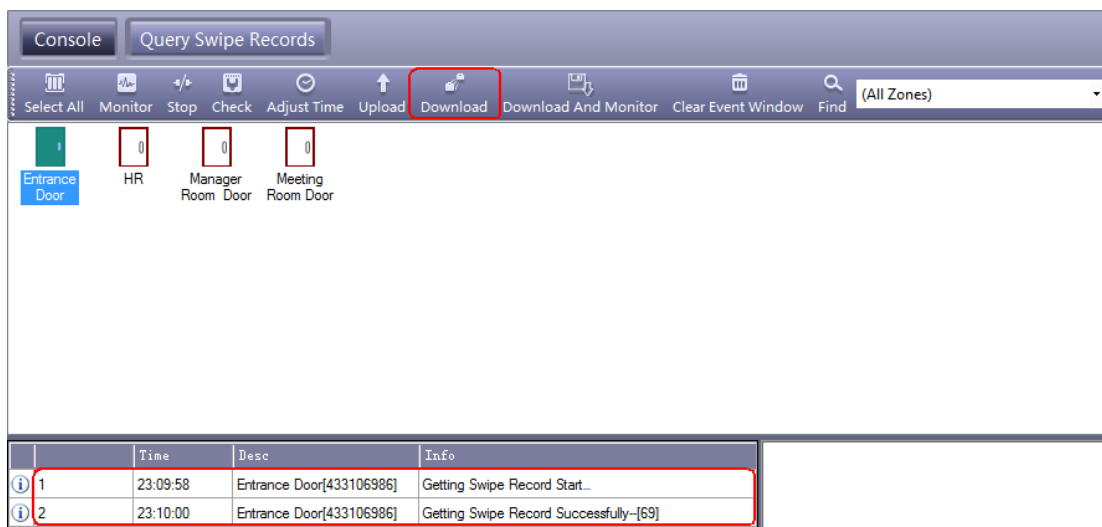 Console Query Swipe Records
Select All Monitor Stop Check Adjust Time Upload Download Download And Monitor Clear Event Window Find (All Zones)
Entrance Door
HR
Manager Room Door
Meeting Room Door
Time Desc Info
1 23:09:58 Entrance Door[433106986] Getting Swipe Record Start...
2 23:10:00 Entrance Door[433106986] Getting Swipe Record Successfully--[69]